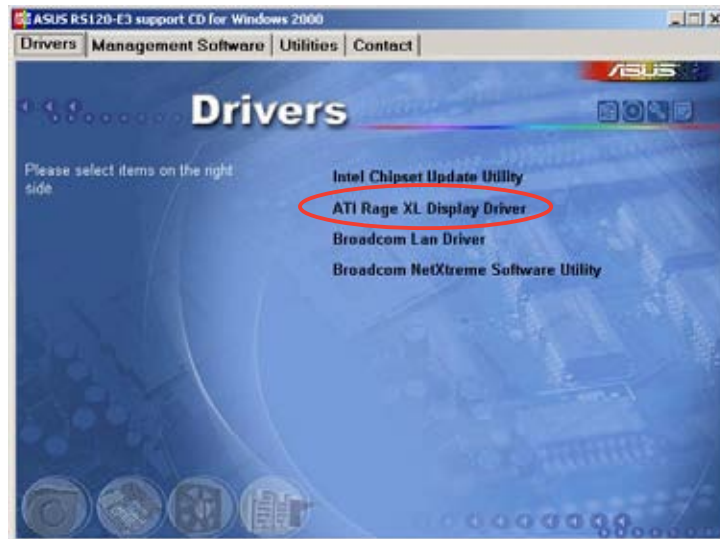 ASUS RS120-E3 support CD for Windows 2000
Drivers Management Software Utilities Contact
ASUS
Drivers
Please select items on the right
side
Intel Chipset Update Utility
ATI Rage XL Display Driver
Broadcom Lan Driver
Broadcom NetXtreme Software Utility